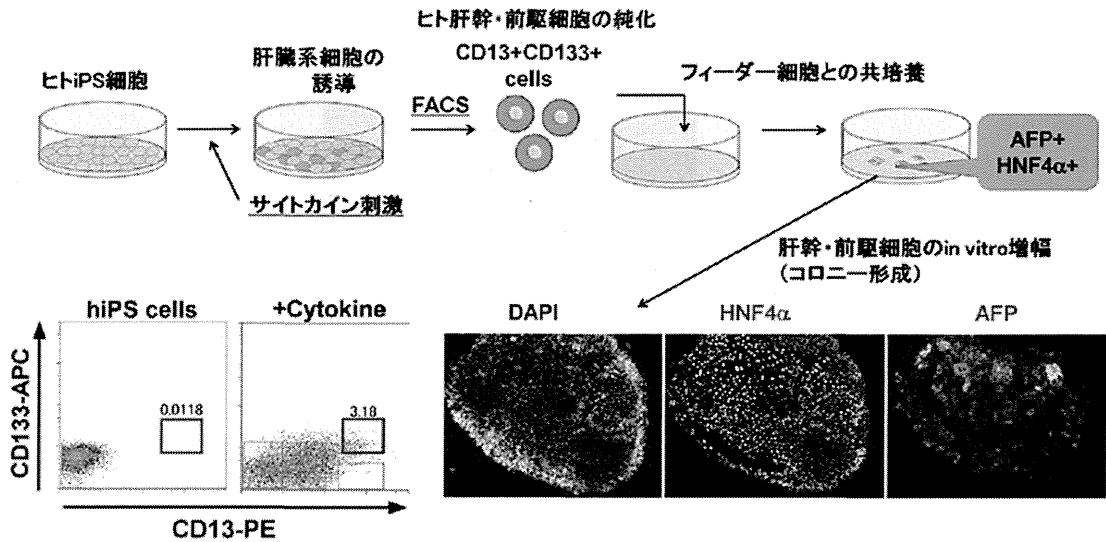 ヒト肝幹・前駆細胞の純化
ヒトiPS細胞
肝臓系細胞の
誘導
FACS
CD13+CD133+
cells
フィーダー細胞との共培養
AFP+
HNF4α+
サイトカイン刺激
肝幹・前駆細胞のin vitro増幅
(コロニー形成)
hiPS cells
+Cytokine
DAPI
HNF4α
AFP
CD133-APC
0.0118
3.18
CD13-PE